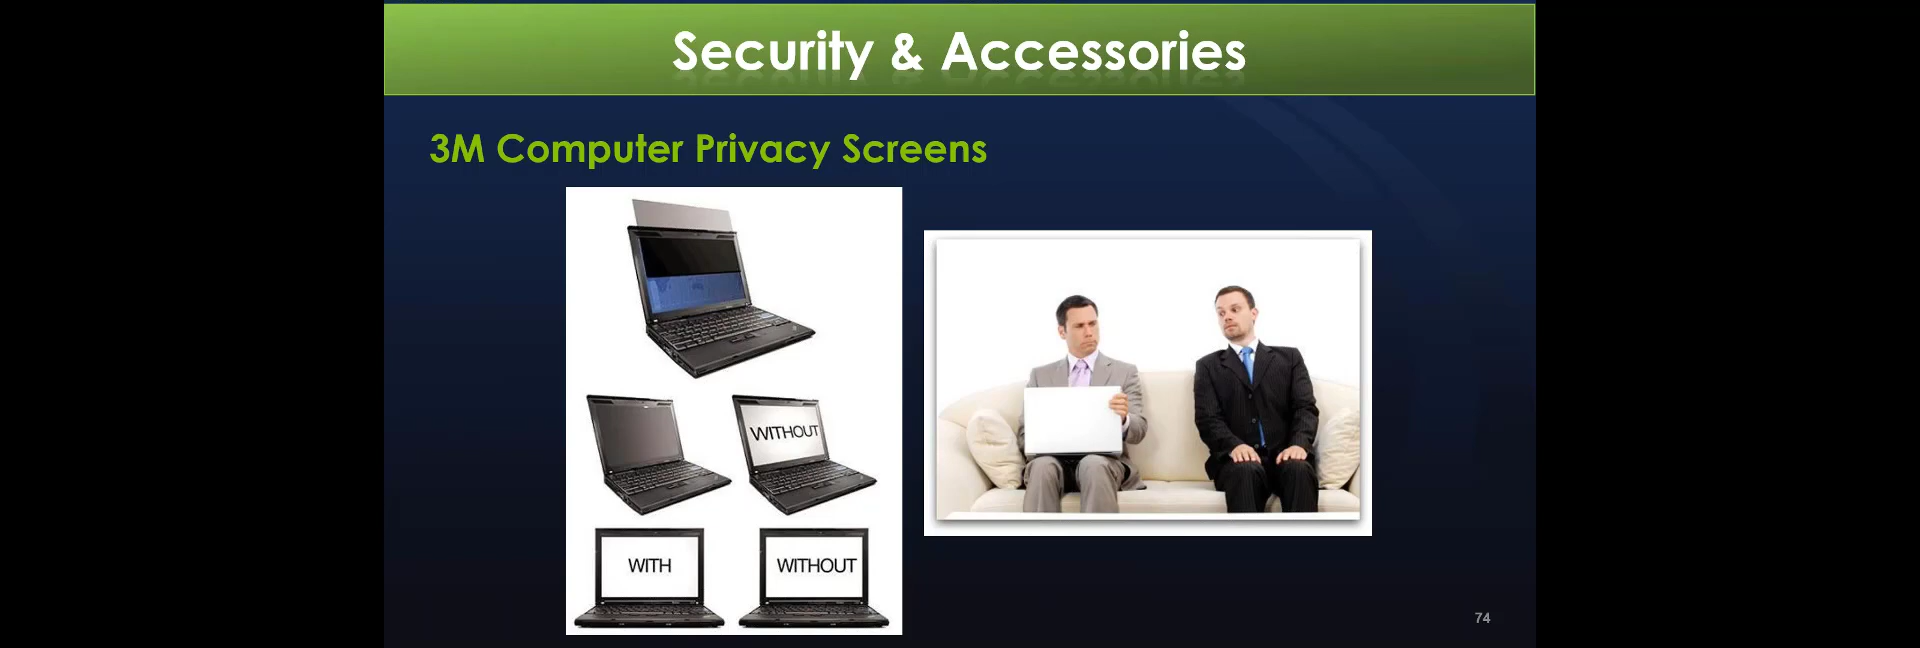 Security & Accessories
3M Computer Privacy Screens
WITHOUT
WITH
WITHOUT
74